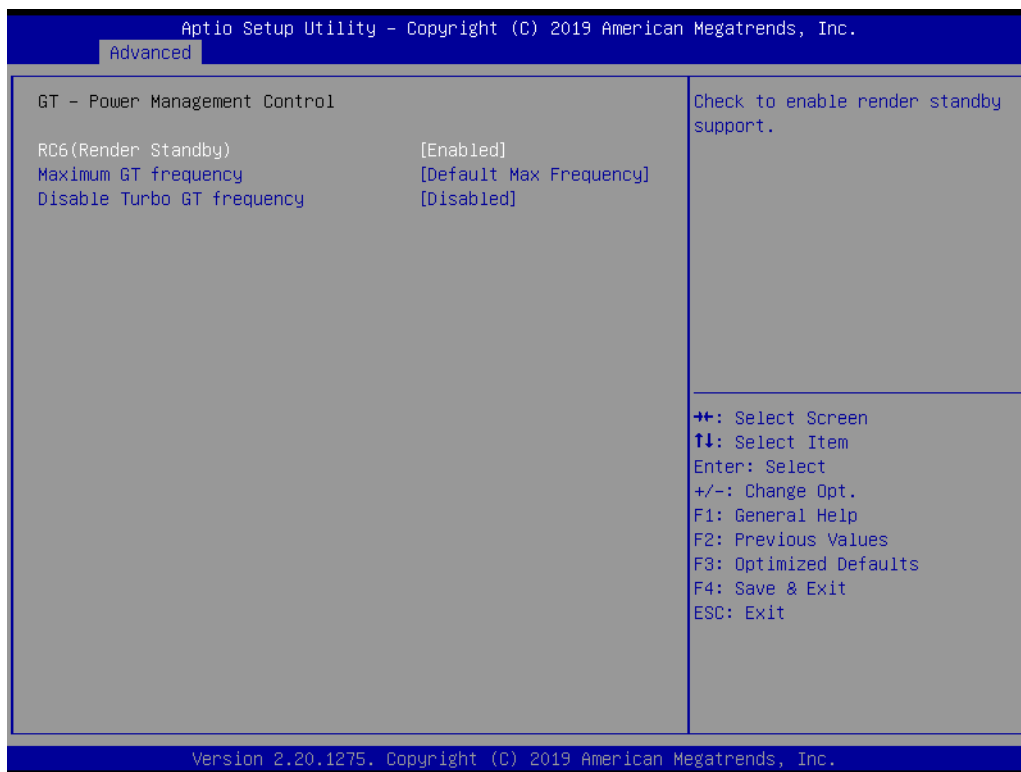 Aptio Setup Utility – Copyright (C) 2019 American Megatrends, Inc.
Advanced
GT – Power Management Control
RC6(Render Standby) [Enabled]
Maximum GT frequency [Default Max Frequency]
Disable Turbo GT frequency [Disabled]
Check to enable render standby
support.
→←: Select Screen
↑↓: Select Item
Enter: Select
+/-: Change Opt.
F1: General Help
F2: Previous Values
F3: Optimized Defaults
F4: Save & Exit
ESC: Exit
Version 2.20.1275. Copyright (C) 2019 American Megatrends, Inc.